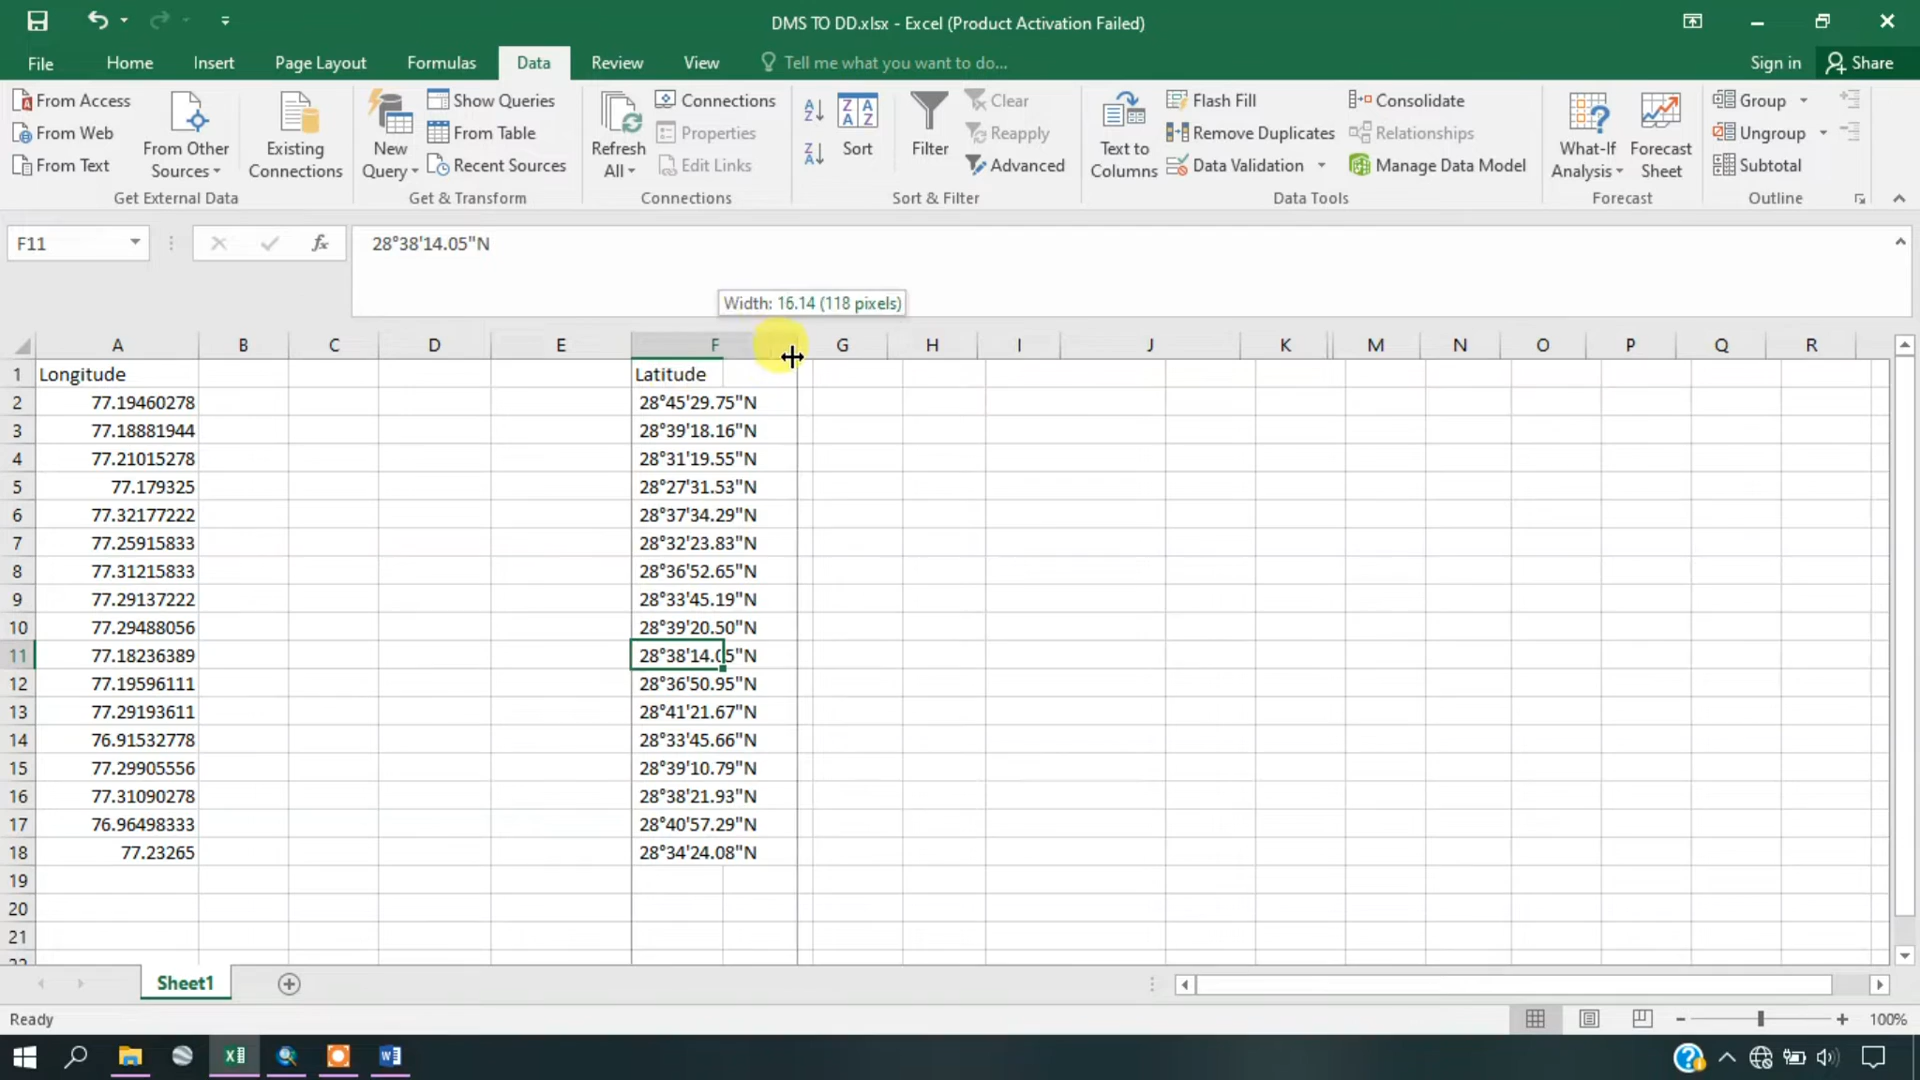 DMS TO DD.xlsx - Excel (Product Activation Failed)
File Home Insert Page Layout Formulas Data Review View Tell me what you want to do... Sign in Share
From Access
From Web
From Text
From Other Sources
Existing Connections
Get External Data
New Query
Show Queries
From Table
Recent Sources
Get & Transform
Refresh All
Connections
Properties
Edit Links
Connections
Sort
Filter
Clear
Reapply
Advanced
Sort & Filter
Text to Columns
Flash Fill
Remove Duplicates
Data Validation
Consolidate
Relationships
Manage Data Model
Data Tools
What-If Analysis
Forecast Sheet
Forecast
Group
Ungroup
Subtotal
Outline
F11 fx 28°38'14.05"N
Width: 16.14 (118 pixels)
A B C D E F G H I J K M N O P Q R
1 Longitude Latitude
2 77.19460278 28°45'29.75"N
3 77.18881944 28°39'18.16"N
4 77.21015278 28°31'19.55"N
5 77.179325 28°27'31.53"N
6 77.32177222 28°37'34.29"N
7 77.25915833 28°32'23.83"N
8 77.31215833 28°36'52.65"N
9 77.29137222 28°33'45.19"N
10 77.29488056 28°39'20.50"N
11 77.18236389 28°38'14.05"N
12 77.19596111 28°36'50.95"N
13 77.29193611 28°41'21.67"N
14 76.91532778 28°33'45.66"N
15 77.29905556 28°39'10.79"N
16 77.31090278 28°38'21.93"N
17 76.96498333 28°40'57.29"N
18 77.23265 28°34'24.08"N
19
20
21
22
Sheet1
Ready 100%